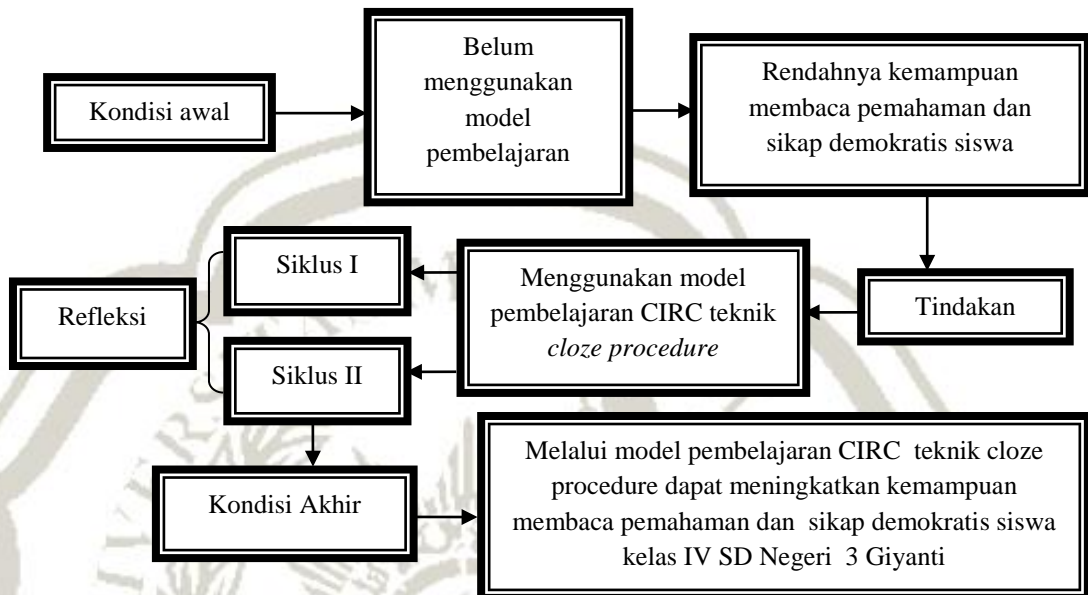 Kondisi awal
Belum
menggunakan
model
pembelajaran
Rendahnya kemampuan
membaca pemahaman dan
sikap demokratis siswa
Tindakan
Menggunakan model
pembelajaran CIRC teknik
cloze procedure
Siklus I
Siklus II
Refleksi
Kondisi Akhir
Melalui model pembelajaran CIRC teknik cloze
procedure dapat meningkatkan kemampuan
membaca pemahaman dan sikap demokratis siswa
kelas IV SD Negeri 3 Giyanti